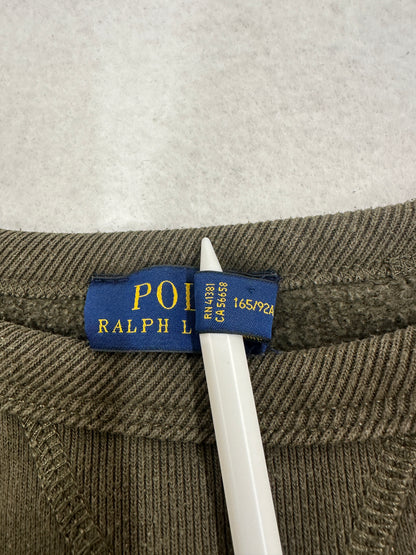 POL
RALPH L
RN 41381
CA 56658
165/92A